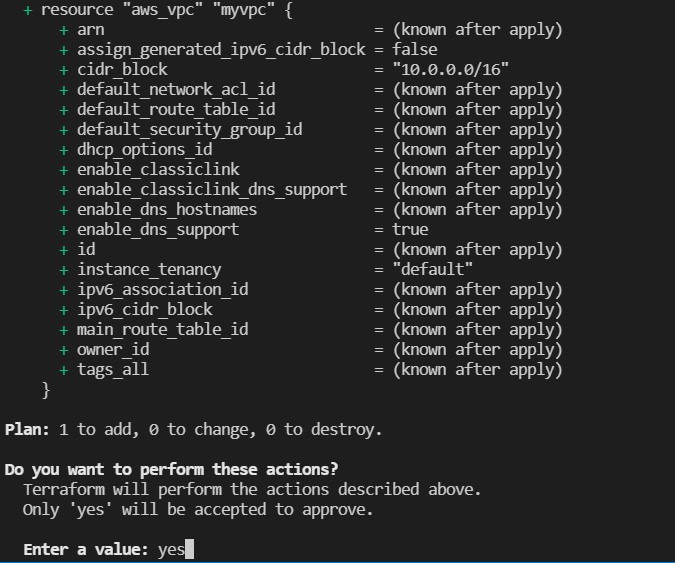 + resource "aws_vpc" "myvpc" {
+ arn = (known after apply)
+ assign_generated_ipv6_cidr_block = false
+ cidr_block = "10.0.0.0/16"
+ default_network_acl_id = (known after apply)
+ default_route_table_id = (known after apply)
+ default_security_group_id = (known after apply)
+ dhcp_options_id = (known after apply)
+ enable_classiclink = (known after apply)
+ enable_classiclink_dns_support = (known after apply)
+ enable_dns_hostnames = (known after apply)
+ enable_dns_support = true
+ id = (known after apply)
+ instance_tenancy = "default"
+ ipv6_association_id = (known after apply)
+ ipv6_cidr_block = (known after apply)
+ main_route_table_id = (known after apply)
+ owner_id = (known after apply)
+ tags_all = (known after apply)
}
Plan: 1 to add, 0 to change, 0 to destroy.
Do you want to perform these actions?
Terraform will perform the actions described above.
Only 'yes' will be accepted to approve.
Enter a value: yes